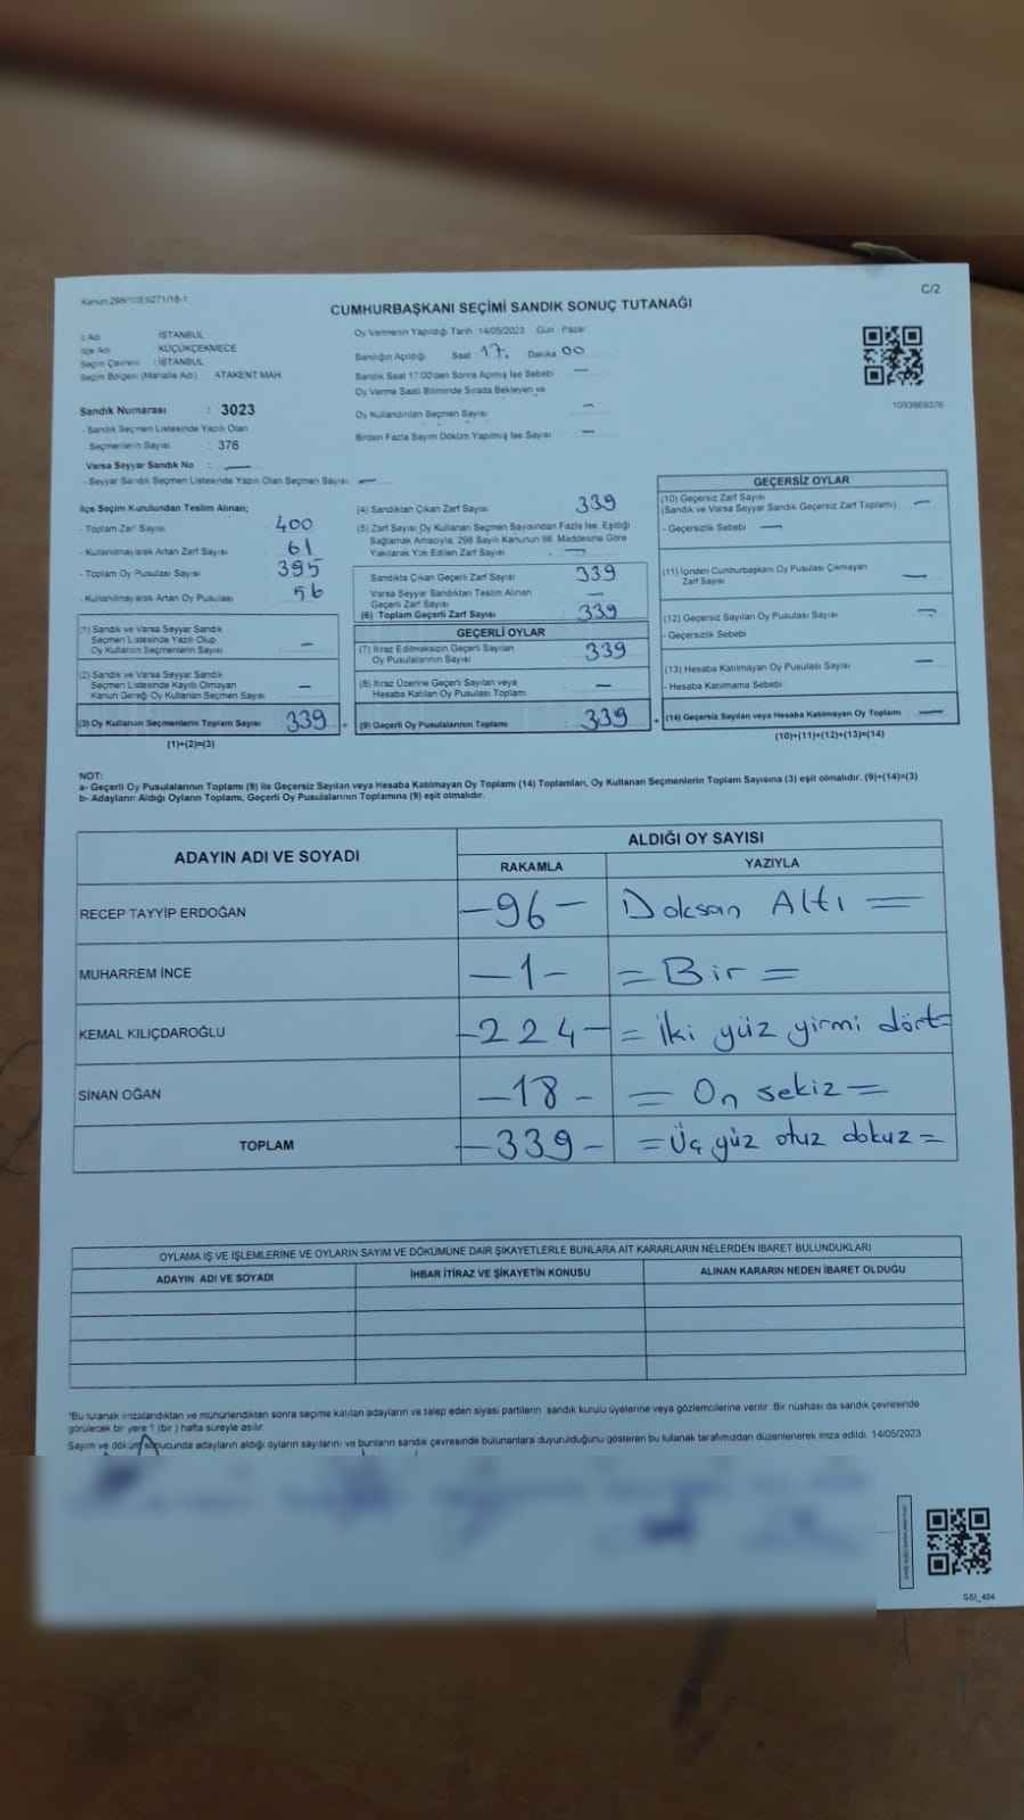 C/2
CUMHURBAŞKANI SEÇİMİ SANDIK SONUÇ TUTANAĞI
İl Adı : İSTANBUL
İlçe Adı : KÜÇÜKÇEKMECE
Seçim Çevresi : İSTANBUL
Seçim Bölgesi (Mahalle Adı) : ATAKENT MAH.
Oy Vermenin Yapıldığı Tarih : 14/05/2023 Gün : Pazar
Sandığın Açıldığı Saat 17. Dakika 00
Sandık Saat 17:00'den Sonra Açılmış İse Sebebi —
Oy Verme Saati Bitiminde Sırada Bekleyen ve
Oy Kullandırılan Seçmen Sayısı —
Birden Fazla Sayım Döküm Yapılmış İse Sayısı —
Sandık Numarası : 3023
- Sandık Seçmen Listesinde Yazılı Olan
Seçmenlerin Sayısı : 376
Varsa Seyyar Sandık No : —
- Seyyar Sandık Seçmen Listesinde Yazılı Olan Seçmen Sayısı: —
İlçe Seçim Kurulundan Teslim Alınan;
- Toplam Zarf Sayısı 400
- Kullanılmayarak Artan Zarf Sayısı 61
- Toplam Oy Pusulası Sayısı 395
- Kullanılmayarak Artan Oy Pusulası 56
(1) Sandık ve Varsa Seyyar Sandık
Seçmen Listesinde Yazılı Olup
Oy Kullanan Seçmenlerin Sayısı —
(2) Sandık ve Varsa Seyyar Sandık
Seçmen Listesinde Kayıtlı Olmayan
Kanun Gereği Oy Kullanan Seçmen Sayısı —
(3) Oy Kullanan Seçmenlerin Toplam Sayısı 339
(1)+(2)=(3)
(4) Sandıktan Çıkan Zarf Sayısı 339
(5) Zarf Sayısı Oy Kullanan Seçmen Sayısından Fazla İse, Eşitliği
Sağlamak Amacıyla, 298 Sayılı Kanunun 98. Maddesine Göre
Yakılarak Yok Edilen Zarf Sayısı —
Sandıkta Çıkan Geçerli Zarf Sayısı 339
Varsa Seyyar Sandıktan Teslim Alınan
Geçerli Zarf Sayısı —
(6) Toplam Geçerli Zarf Sayısı 339
GEÇERLİ OYLAR
(7) İtiraz Edilmeksizin Geçerli Sayılan
Oy Pusulalarının Sayısı 339
(8) İtiraz Üzerine Geçerli Sayılan veya
Hesaba Katılan Oy Pusulası Toplam —
(9) Geçerli Oy Pusulalarının Toplamı : 339
GEÇERSİZ OYLAR
(10) Geçersiz Zarf Sayısı
(Sandık ve Varsa Seyyar Sandık Geçersiz Zarf Toplamı) —
- Geçersizlik Sebebi —
(11) İçinden Cumhurbaşkanı Oy Pusulası Çıkmayan
Zarf Sayısı —
(12) Geçersiz Sayılan Oy Pusulası Sayısı —
- Geçersizlik Sebebi
(13) Hesaba Katılmayan Oy Pusulası Sayısı —
- Hesaba Katılmama Sebebi
(14) Geçersiz Sayılan veya Hesaba Katılmayan Oy Toplamı —
(10)+(11)+(12)+(13)=(14)
NOT:
a- Geçerli Oy Pusulalarının Toplamı (9) ile Geçersiz Sayılan veya Hesaba Katılmayan Oy Toplamı (14) Toplamları, Oy Kullanan Seçmenlerin Toplam Sayısına (3) eşit olmalıdır. (9)+(14)=(3)
b- Adayların Aldığı Oyların Toplamı, Geçerli Oy Pusulalarının Toplamına (9) eşit olmalıdır.
ADAYIN ADI VE SOYADI
ALDIĞI OY SAYISI
RAKAMLA YAZIYLA
RECEP TAYYİP ERDOĞAN -96- Doksan Altı =
MUHARREM İNCE -1- = Bir =
KEMAL KILIÇDAROĞLU -224- = iki yüz yirmi dört=
SİNAN OĞAN -18- = On sekiz =
TOPLAM -339- = Üç yüz otuz dokuz =
OYLAMA İŞ VE İŞLEMLERİNE VE OYLARIN SAYIM VE DÖKÜMÜNE DAİR ŞİKAYETLERLE BUNLARA AİT KARARLARIN NELERDEN İBARET BULUNDUKLARI
ADAYIN ADI VE SOYADI İHBAR İTİRAZ VE ŞİKAYETİN KONUSU ALINAN KARARIN NEDEN İBARET OLDUĞU
*Bu tutanak imzalandıktan ve mühürlendikten sonra seçime katılan adayların ve talep eden siyasi partilerin sandık kurulu üyelerine veya gözlemcilerine verilir. Bir nüshası da sandık çevresinde
görülecek bir yere 1 (bir) hafta süreyle asılır.
Sayım ve döküm sonucunda adayların aldığı oyların sayılarını ve bunların sandık çevresinde bulunanlara duyurulduğunu gösteren bu tutanak tarafımızdan düzenlenerek imza edildi. 14/05/2023